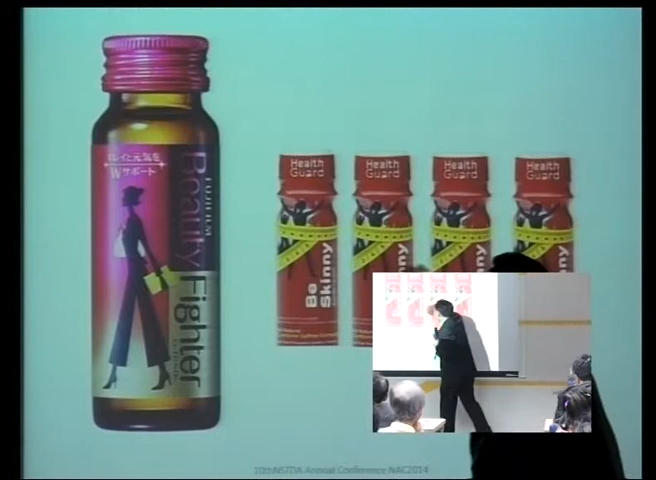 キレイと元気を
Wサポート
FUJIFILM
Beauty Fighter
Health
Guard
Be
Skinny
Health
Guard
Health
Guard
Health
Guard
10thNSTDA Annual Conference NAC2014